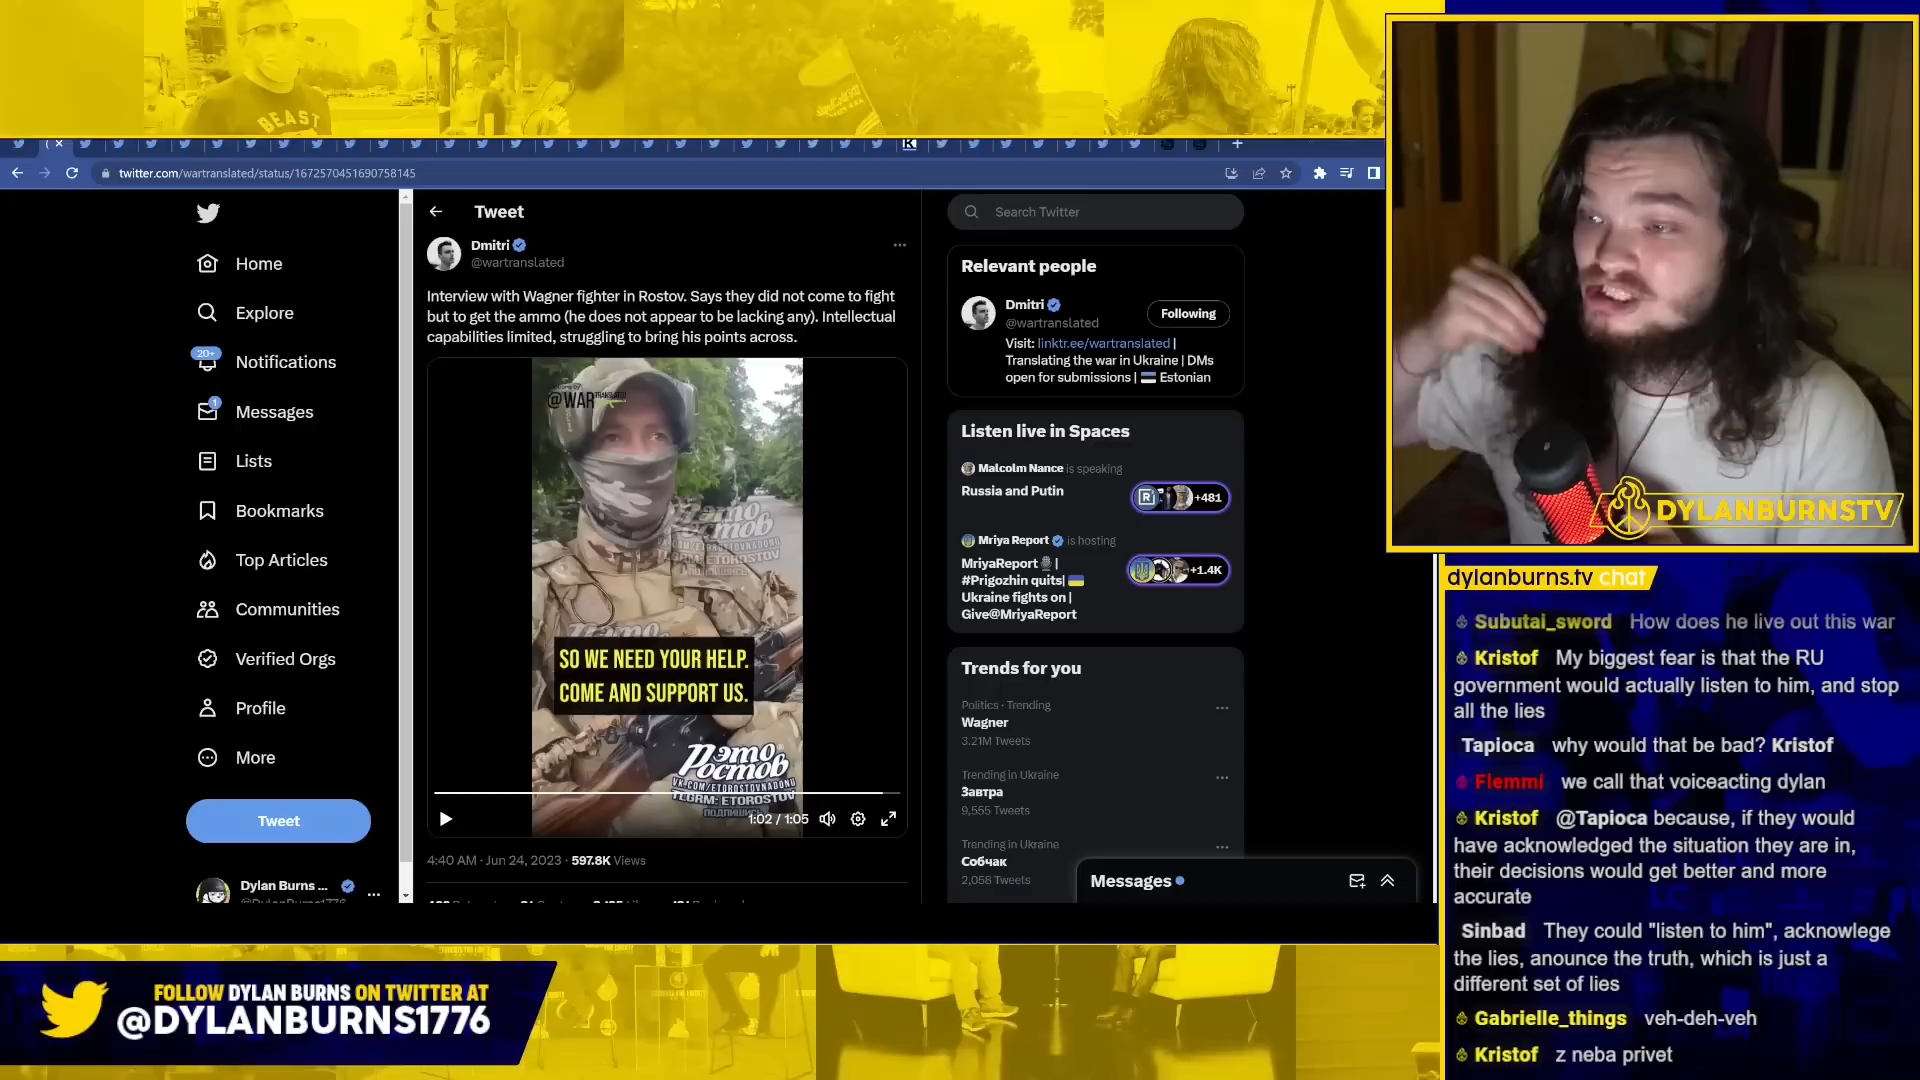 BEAST
twitter.com/wartranslated/status/1672570451690758145
Home
Explore
20+
Notifications
1
Messages
Lists
Bookmarks
Top Articles
Communities
Verified Orgs
Profile
More
Tweet
Dylan Burns ...
Tweet
Dmitri
@wartranslated
Interview with Wagner fighter in Rostov. Says they did not come to fight
but to get the ammo (he does not appear to be lacking any). Intellectual
capabilities limited, struggling to bring his points across.
@WAR TRANSLATED
SO WE NEED YOUR HELP.
COME AND SUPPORT US.
Рэто
Ростов
VK.COM/ETOROSTOVNADONU
TLGRM: ETOROSTOV
подпишись
1:02 / 1:05
4:40 AM · Jun 24, 2023 · 597.8K Views
Search Twitter
Relevant people
Dmitri
@wartranslated
Following
Visit: linktr.ee/wartranslated |
Translating the war in Ukraine | DMs
open for submissions | Estonian
Listen live in Spaces
Malcolm Nance is speaking
Russia and Putin
+481
Mriya Report is hosting
MriyaReport |
#Prigozhin quits|
Ukraine fights on |
Give@MriyaReport
+1.4K
Trends for you
Politics · Trending
Wagner
3.21M Tweets
Trending in Ukraine
Завтра
9,555 Tweets
Trending in Ukraine
Собчак
2,058 Tweets
Messages
DYLANBURNSTV
dylanburns.tv chat
Subutai_sword How does he live out this war
Kristof My biggest fear is that the RU
government would actually listen to him, and stop
all the lies
Tapioca why would that be bad? Kristof
Flemmi we call that voiceacting dylan
Kristof @Tapioca because, if they would
have acknowledged the situation they are in,
their decisions would get better and more
accurate
Sinbad They could "listen to him", acknowlege
the lies, anounce the truth, which is just a
different set of lies
Gabrielle_things veh-deh-veh
Kristof z neba privet
FOLLOW DYLAN BURNS ON TWITTER AT
@DYLANBURNS1776